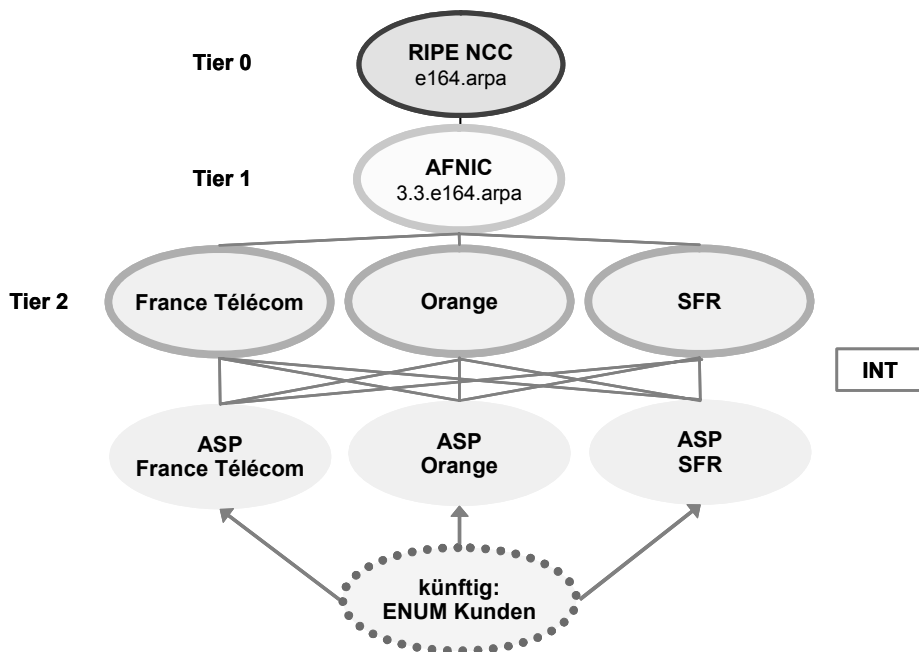 Tier 0
RIPE NCC
e164.arpa
Tier 1
AFNIC
3.3.e164.arpa
Tier 2
France Télécom
Orange
SFR
INT
ASP
France Télécom
ASP
Orange
ASP
SFR
künftig:
ENUM Kunden